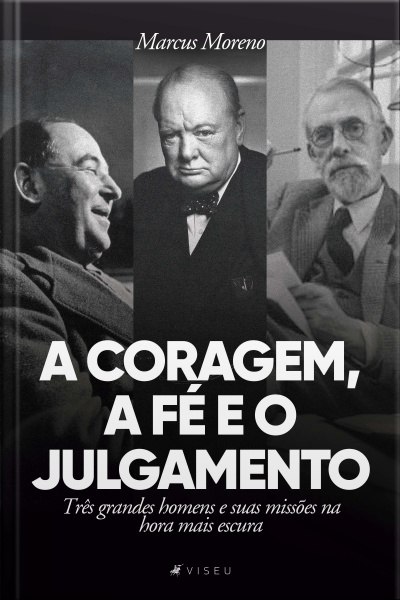 Marcus Moreno
A CORAGEM,
A FÉ E O
JULGAMENTO
Três grandes homens e suas missões na
hora mais escura
VISEU